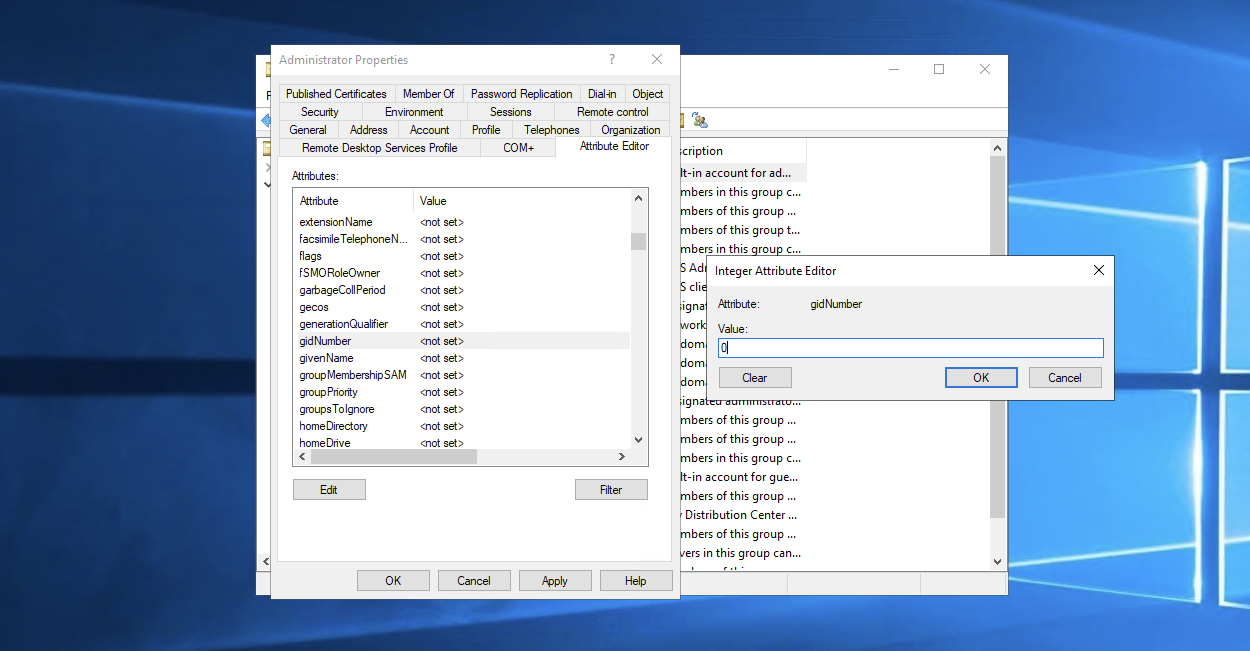 Administrator Properties
?
F
Published Certificates Member Of Password Replication Dial-in Object
Security Environment Sessions Remote control
General Address Account Profile Telephones Organization
Remote Desktop Services Profile COM+ Attribute Editor
Attributes:
Attribute Value
extensionName <not set>
facsimileTelephoneN... <not set>
flags <not set>
fSMORoleOwner <not set>
garbageCollPeriod <not set>
gecos <not set>
generationQualifier <not set>
gidNumber <not set>
givenName <not set>
groupMembershipSAM <not set>
groupPriority <not set>
groupsToIgnore <not set>
homeDirectory <not set>
homeDrive <not set>
Edit Filter
OK Cancel Apply Help
scription
lt-in account for ad...
mbers in this group c...
mbers of this group ...
mbers of this group t...
mbers in this group c...
S Adm
S clie
signat
work
doma
doma
doma
signated administrato...
mbers of this group ...
mbers of this group ...
mbers in this group c...
lt-in account for gue...
mbers of this group ...
y Distribution Center ...
mbers of this group ...
vers in this group can...
Integer Attribute Editor
Attribute: gidNumber
Value:
0
Clear OK Cancel